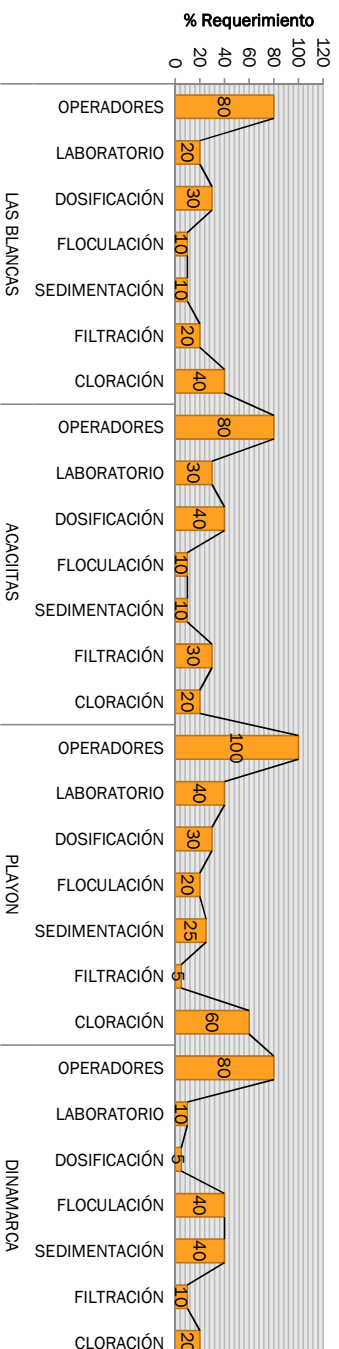 % Requerimiento
120
100
80
60
40
20
0
OPERADORES 80
LABORATORIO 20
DOSIFICACIÓN 30
FLOCULACIÓN 10
SEDIMENTACIÓN 10
FILTRACIÓN 20
CLORACIÓN 40
LAS BLANCAS
OPERADORES 80
LABORATORIO 30
DOSIFICACIÓN 40
FLOCULACIÓN 10
SEDIMENTACIÓN 10
FILTRACIÓN 30
CLORACIÓN 20
ACACIITAS
OPERADORES 100
LABORATORIO 40
DOSIFICACIÓN 30
FLOCULACIÓN 20
SEDIMENTACIÓN 25
FILTRACIÓN 5
CLORACIÓN 60
PLAYON
OPERADORES 80
LABORATORIO 10
DOSIFICACIÓN 5
FLOCULACIÓN 40
SEDIMENTACIÓN 40
FILTRACIÓN 10
CLORACIÓN 20
DINAMARCA